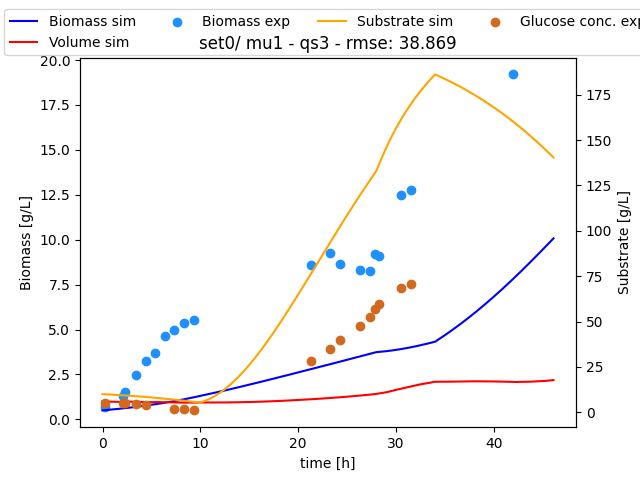 Biomass sim Biomass exp Substrate sim Glucose conc. exp
Volume sim
set0/ mu1 - qs3 - rmse: 38.869
20.0
17.5
15.0
12.5
10.0
7.5
5.0
2.5
0.0
Biomass [g/L]
175
150
125
100
75
50
25
0
Substrate [g/L]
0 10 20 30 40
time [h]